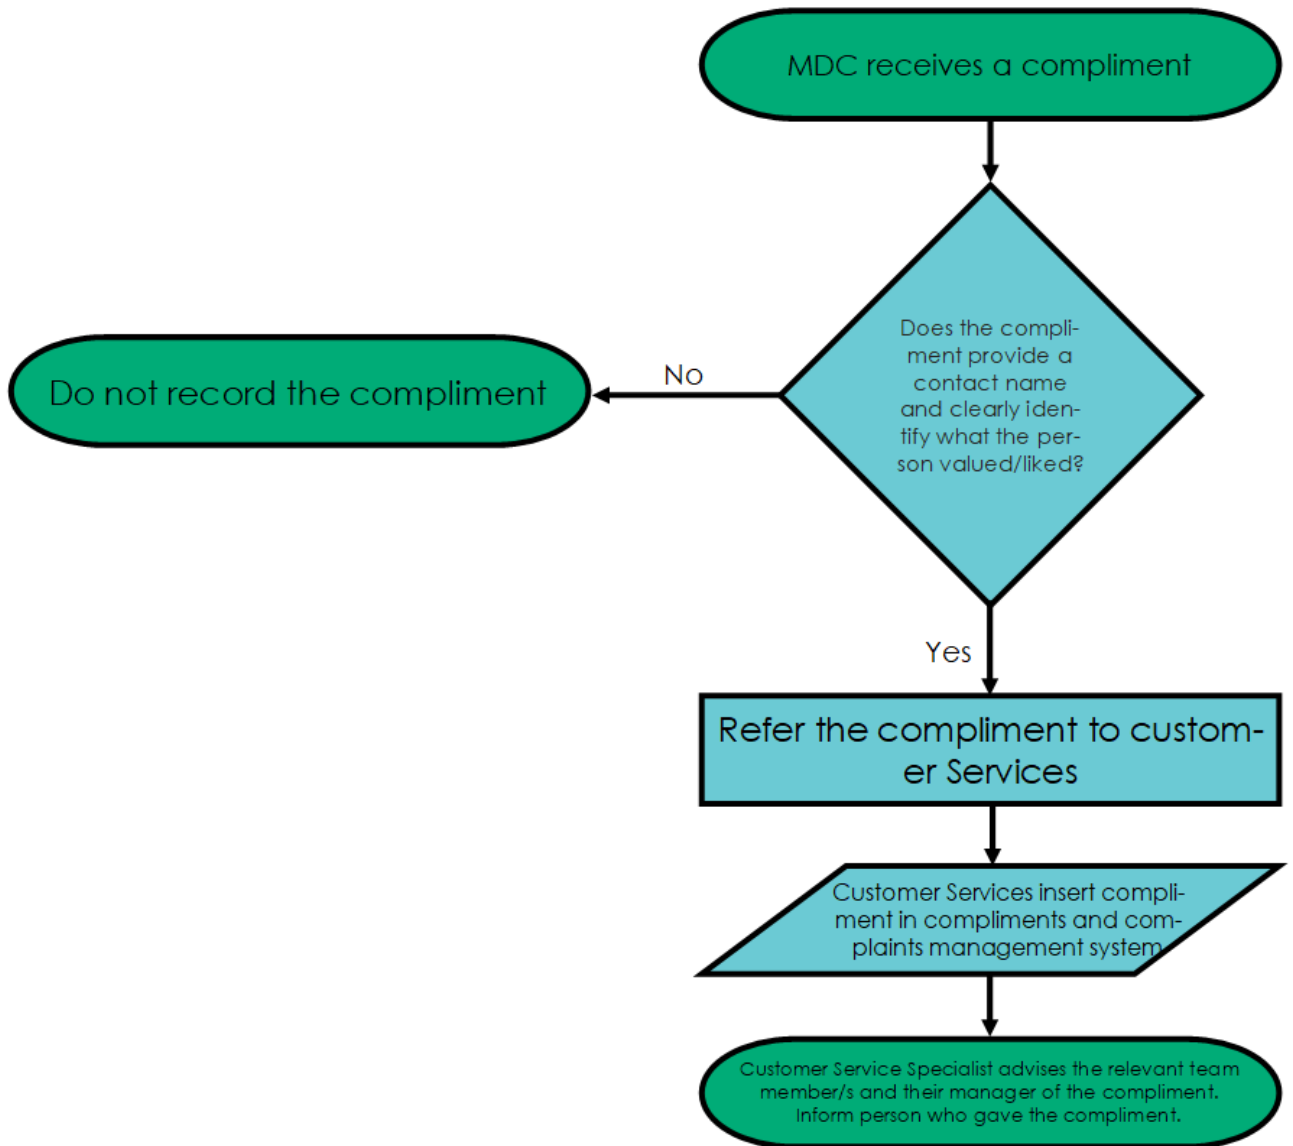 MDC receives a compliment
Does the compli-
ment provide a
contact name
and clearly iden-
tify what the per-
son valued/liked?
No
Do not record the compliment
Yes
Refer the compliment to custom-
er Services
Customer Services insert compli-
ment in compliments and com-
plaints management system
Customer Service Specialist advises the relevant team
member/s and their manager of the compliment.
Inform person who gave the compliment.